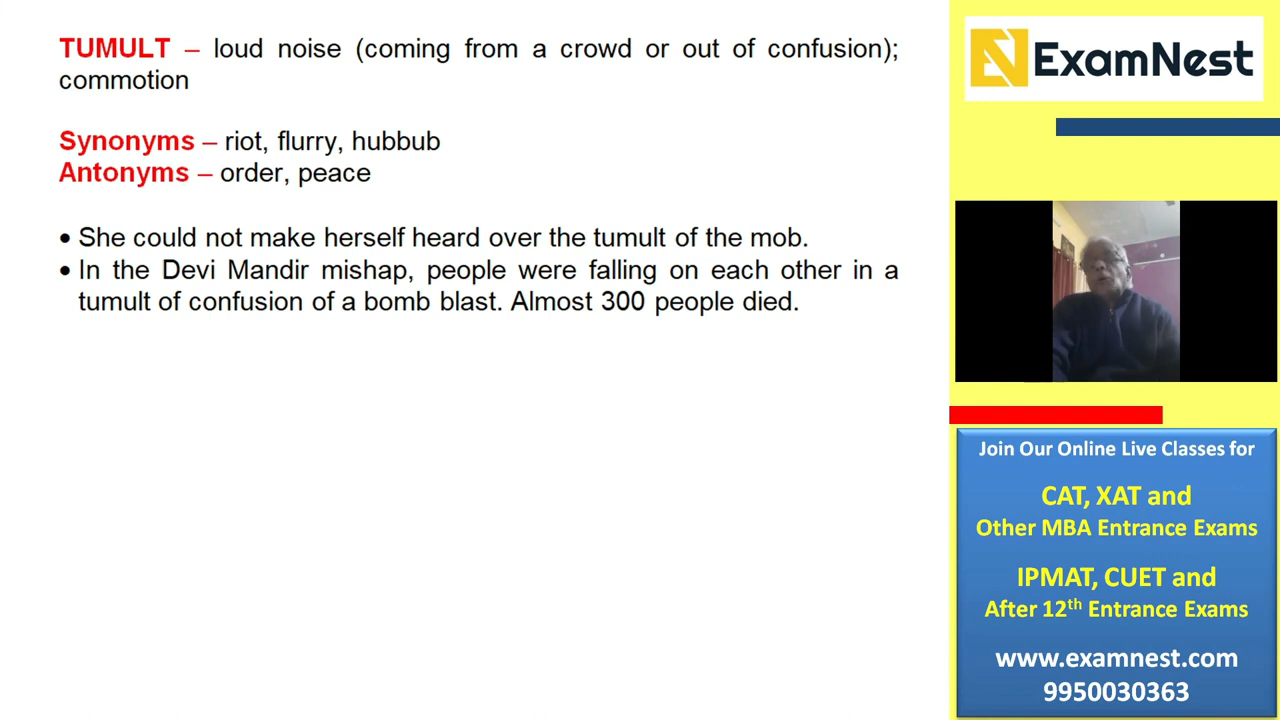 TUMULT – loud noise (coming from a crowd or out of confusion);
commotion
Synonyms – riot, flurry, hubbub
Antonyms – order, peace
• She could not make herself heard over the tumult of the mob.
• In the Devi Mandir mishap, people were falling on each other in a
tumult of confusion of a bomb blast. Almost 300 people died.
ExamNest
Join Our Online Live Classes for
CAT, XAT and
Other MBA Entrance Exams
IPMAT, CUET and
After 12th Entrance Exams
www.examnest.com
9950030363